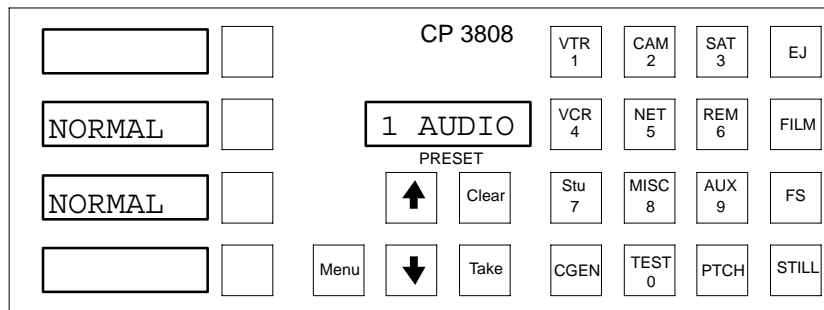 CP 3808
VTR
1
CAM
2
SAT
3
EJ
NORMAL
1 AUDIO
PRESET
VCR
4
NET
5
REM
6
FILM
NORMAL
Clear
Stu
7
MISC
8
AUX
9
FS
Menu
Take
CGEN
TEST
0
PTCH
STILL